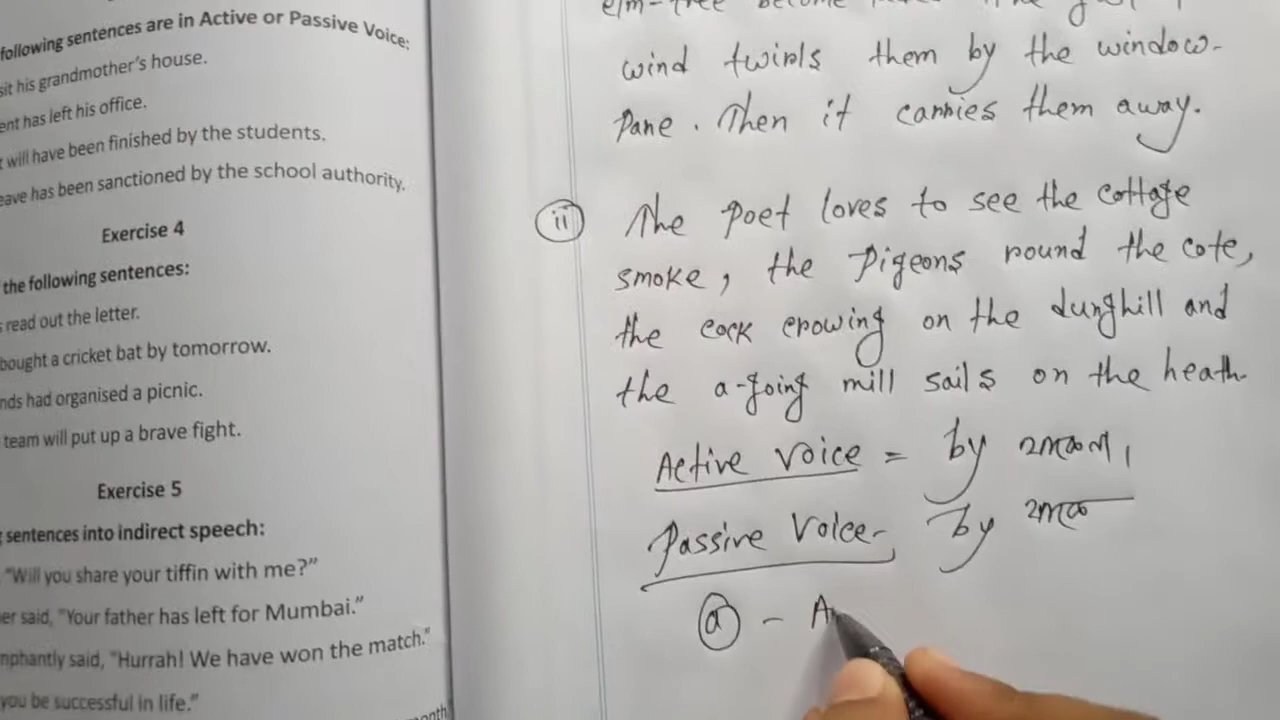 following sentences are in Active or Passive Voice:
sit his grandmother's house.
ent has left his office.
will have been finished by the students.
eave has been sanctioned by the school authority.
Exercise 4
the following sentences:
read out the letter.
bought a cricket bat by tomorrow.
nds had organised a picnic.
team will put up a brave fight.
Exercise 5
sentences into indirect speech:
"Will you share your tiffin with me?"
er said, "Your father has left for Mumbai."
mphantly said, "Hurrah! We have won the match."
you be successful in life."
onth
elm-tree become
wind twirls them by the window-
Pane. Then it carries them away.
ii The Poet loves to see the cottage
smoke, the Pigeons round the cote,
the cock crowing on the dunghill and
the a-going mill sails on the heath
Active voice = by
Passive Voice- by
a - A